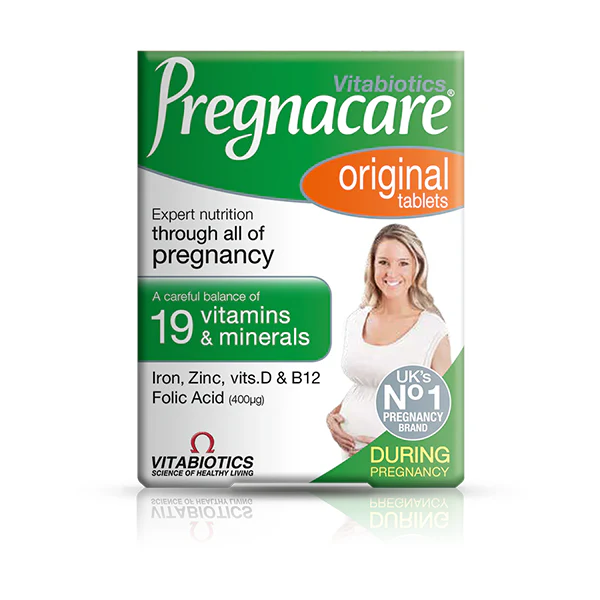 Vitabiotics
Pregnacare®
original
tablets
Expert nutrition
through all of
pregnancy
A careful balance of
19 vitamins
& minerals
Iron, Zinc, vits.D & B12
Folic Acid (400µg)
UK's
Nº1
PREGNANCY
BRAND
VITABIOTICS
SCIENCE OF HEALTHY LIVING
DURING
PREGNANCY